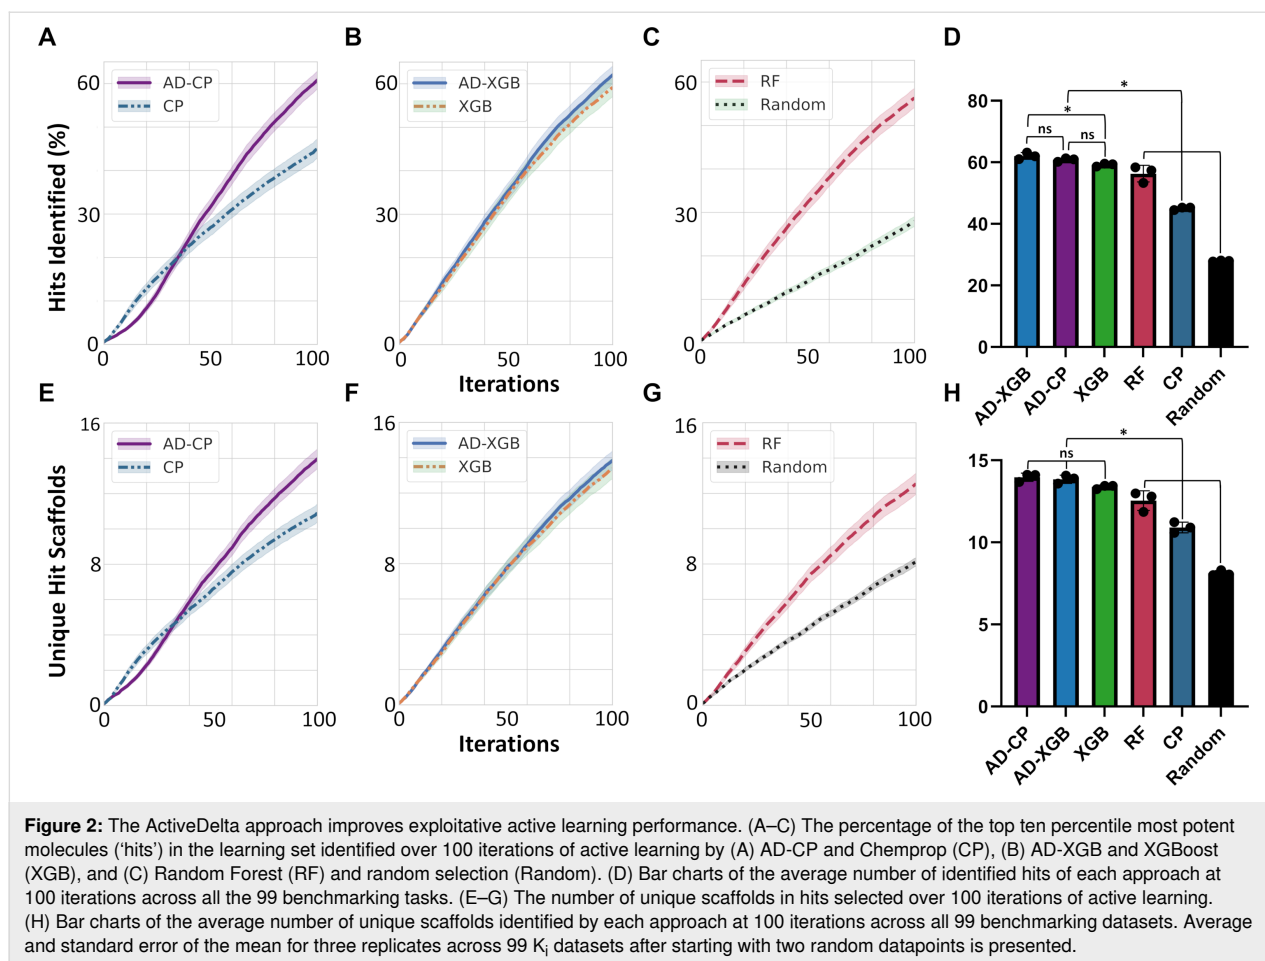 A
B
C
D
Hits Identified (%)
60
30
0
0
50
100
AD-CP
CP
60
30
0
0
50
100
AD-XGB
XGB
Iterations
60
30
0
0
50
100
RF
Random
80
60
40
20
0
*
*
ns
ns
AD-XGB
AD-CP
XGB
RF
CP
Random
E
F
G
H
Unique Hit Scaffolds
16
8
0
0
50
100
AD-CP
CP
16
8
0
0
50
100
AD-XGB
XGB
Iterations
16
8
0
0
50
100
RF
Random
15
10
5
0
*
ns
AD-CP
AD-XGB
XGB
RF
CP
Random
Figure 2: The ActiveDelta approach improves exploitative active learning performance. (A–C) The percentage of the top ten percentile most potent
molecules (‘hits’) in the learning set identified over 100 iterations of active learning by (A) AD-CP and Chemprop (CP), (B) AD-XGB and XGBoost
(XGB), and (C) Random Forest (RF) and random selection (Random). (D) Bar charts of the average number of identified hits of each approach at
100 iterations across all the 99 benchmarking tasks. (E–G) The number of unique scaffolds in hits selected over 100 iterations of active learning.
(H) Bar charts of the average number of unique scaffolds identified by each approach at 100 iterations across all 99 benchmarking datasets. Average
and standard error of the mean for three replicates across 99 Ki datasets after starting with two random datapoints is presented.